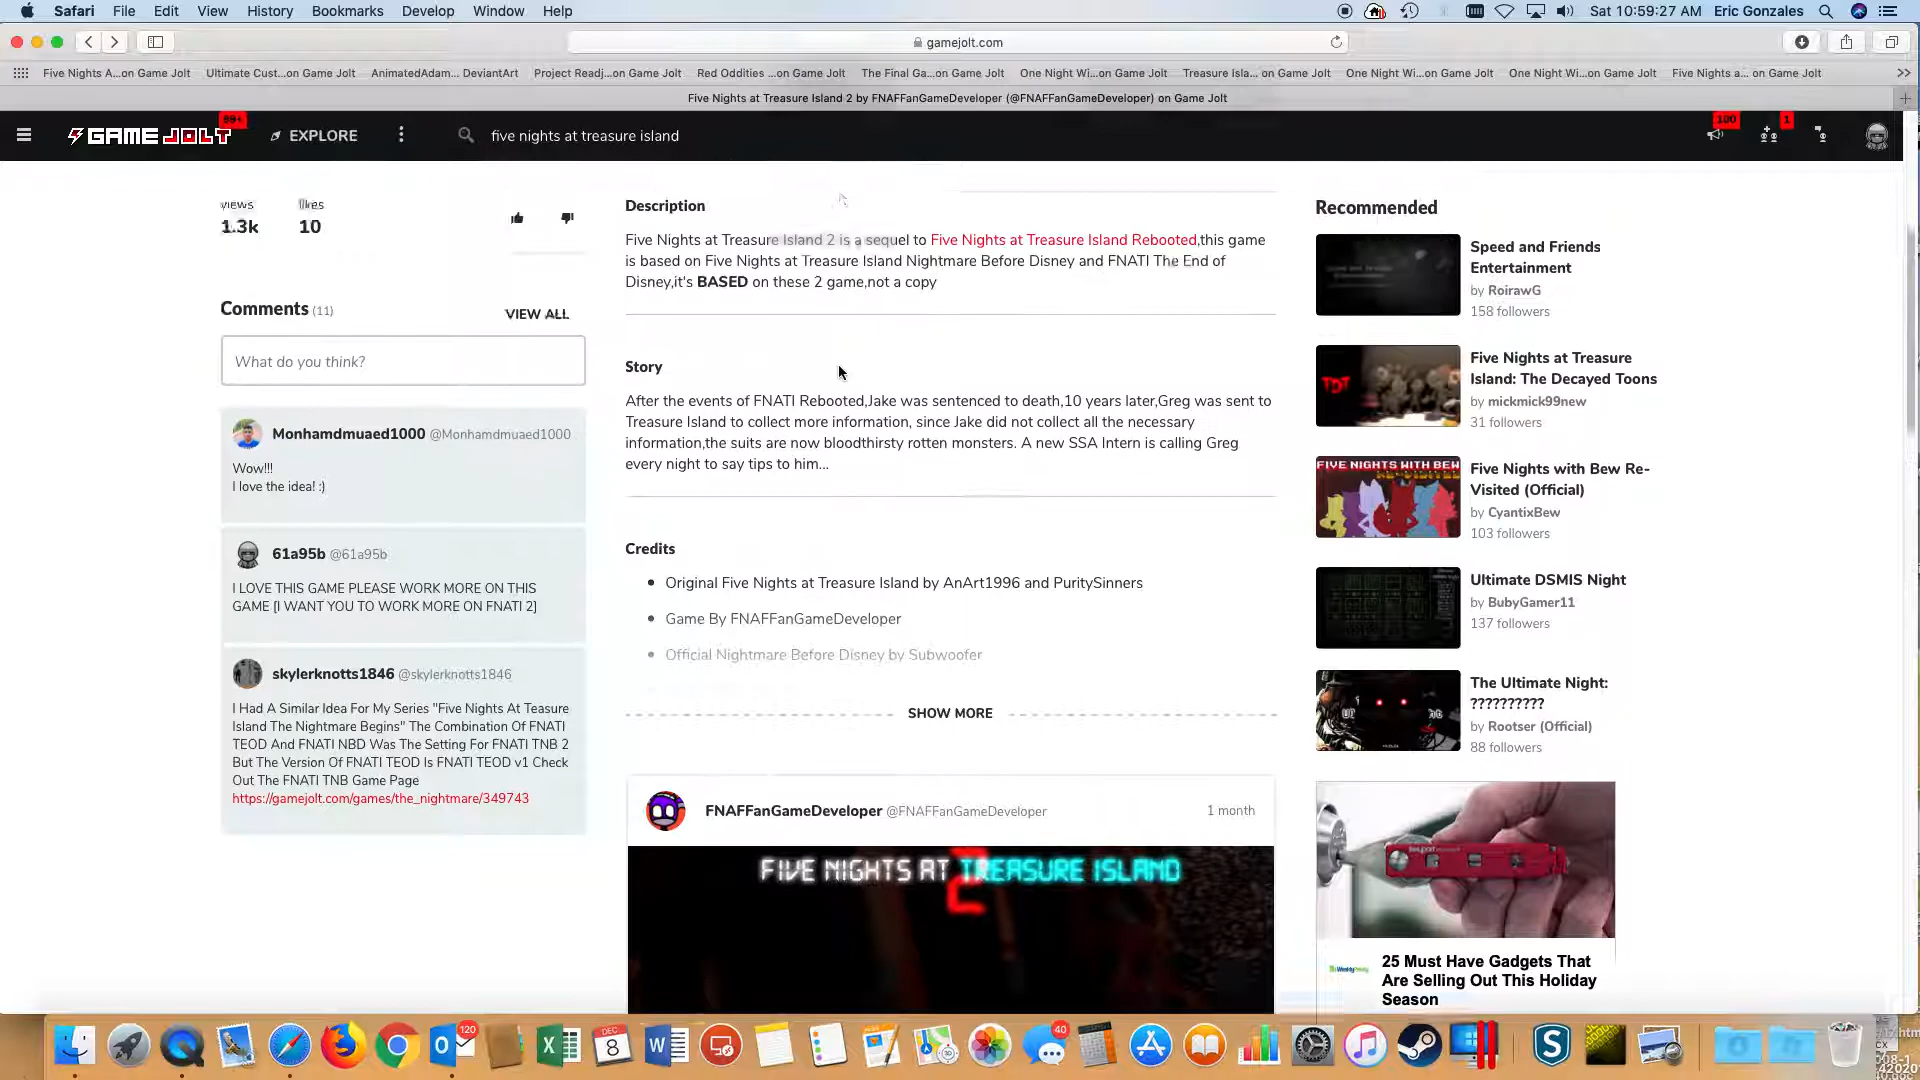 Safari File Edit View History Bookmarks Develop Window Help Sat 10:59:27 AM Eric Gonzales
gamejolt.com
Five Nights A...on Game Jolt Ultimate Cust...on Game Jolt AnimatedAdam... DeviantArt Project Readj...on Game Jolt Red Oddities ...on Game Jolt The Final Ga...on Game Jolt One Night Wi...on Game Jolt Treasure Isla... on Game Jolt One Night Wi...on Game Jolt One Night Wi...on Game Jolt Five Nights a... on Game Jolt
Five Nights at Treasure Island 2 by FNAFFanGameDeveloper (@FNAFFanGameDeveloper) on Game Jolt
GAME JOLT 99+ EXPLORE five nights at treasure island 100 1
views likes
1.3k 10
Comments (11) VIEW ALL
What do you think?
Monhamdmuaed1000 @Monhamdmuaed1000
Wow!!!
I love the idea! :)
61a95b @61a95b
I LOVE THIS GAME PLEASE WORK MORE ON THIS
GAME [I WANT YOU TO WORK MORE ON FNATI 2]
skylerknotts1846 @skylerknotts1846
I Had A Similar Idea For My Series "Five Nights At Teasure
Island The Nightmare Begins" The Combination Of FNATI
TEOD And FNATI NBD Was The Setting For FNATI TNB 2
But The Version Of FNATI TEOD Is FNATI TEOD v1 Check
Out The FNATI TNB Game Page
https://gamejolt.com/games/the_nightmare/349743
Description
Five Nights at Treasure Island 2 is a sequel to Five Nights at Treasure Island Rebooted,this game
is based on Five Nights at Treasure Island Nightmare Before Disney and FNATI The End of
Disney,it's BASED on these 2 game,not a copy
Story
After the events of FNATI Rebooted,Jake was sentenced to death,10 years later,Greg was sent to
Treasure Island to collect more information, since Jake did not collect all the necessary
information,the suits are now bloodthirsty rotten monsters. A new SSA Intern is calling Greg
every night to say tips to him...
Credits
Original Five Nights at Treasure Island by AnArt1996 and PuritySinners
Game By FNAFFanGameDeveloper
Official Nightmare Before Disney by Subwoofer
SHOW MORE
FNAFFanGameDeveloper @FNAFFanGameDeveloper 1 month
FIVE NIGHTS AT TREASURE ISLAND
2
Recommended
Speed and Friends
Entertainment
by RoirawG
158 followers
TDT
Five Nights at Treasure
Island: The Decayed Toons
by mickmick99new
31 followers
FIVE NIGHTS WITH BEW
Five Nights with Bew Re-
Visited (Official)
by CyantixBew
103 followers
Ultimate DSMIS Night
by BubyGamer11
137 followers
The Ultimate Night:
??????????
by Rootser (Official)
88 followers
25 Must Have Gadgets That
Are Selling Out This Holiday
Season
120 DEC 8 40